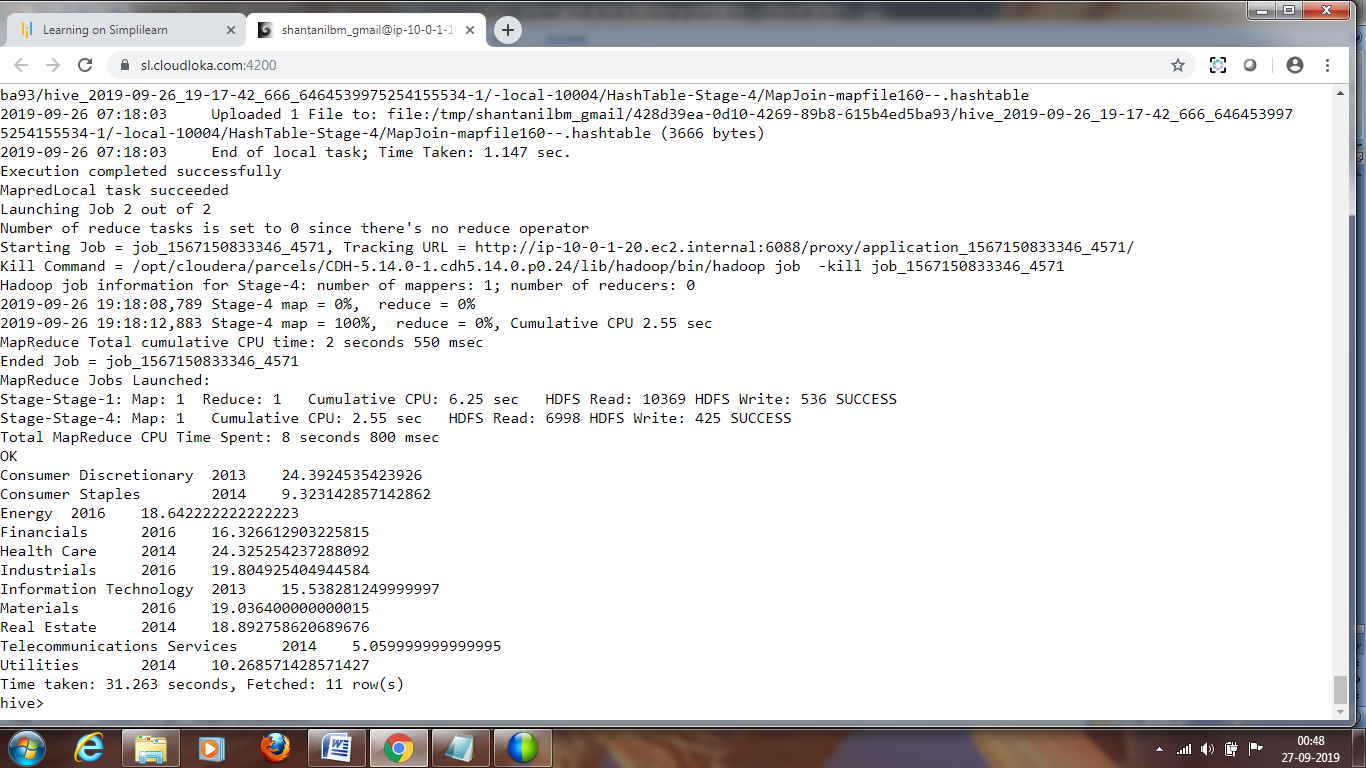 Learning on Simplilearn
shantanilbm_gmail@ip-10-0-1-10
sl.cloudloka.com:4200
ba93/hive_2019-09-26_19-17-42_666_6464539975254155534-1/-local-10004/HashTable-Stage-4/MapJoin-mapfile160--.hashtable
2019-09-26 07:18:03     Uploaded 1 File to: file:/tmp/shantanilbm_gmail/428d39ea-0d10-4269-89b8-615b4ed5ba93/hive_2019-09-26_19-17-42_666_646453997
5254155534-1/-local-10004/HashTable-Stage-4/MapJoin-mapfile160--.hashtable (3666 bytes)
2019-09-26 07:18:03     End of local task; Time Taken: 1.147 sec.
Execution completed successfully
MapredLocal task succeeded
Launching Job 2 out of 2
Number of reduce tasks is set to 0 since there's no reduce operator
Starting Job = job_1567150833346_4571, Tracking URL = http://ip-10-0-1-20.ec2.internal:6088/proxy/application_1567150833346_4571/
Kill Command = /opt/cloudera/parcels/CDH-5.14.0-1.cdh5.14.0.p0.24/lib/hadoop/bin/hadoop job  -kill job_1567150833346_4571
Hadoop job information for Stage-4: number of mappers: 1; number of reducers: 0
2019-09-26 19:18:08,789 Stage-4 map = 0%,  reduce = 0%
2019-09-26 19:18:12,883 Stage-4 map = 100%,  reduce = 0%, Cumulative CPU 2.55 sec
MapReduce Total cumulative CPU time: 2 seconds 550 msec
Ended Job = job_1567150833346_4571
MapReduce Jobs Launched:
Stage-Stage-1: Map: 1  Reduce: 1   Cumulative CPU: 6.25 sec   HDFS Read: 10369 HDFS Write: 536 SUCCESS
Stage-Stage-4: Map: 1   Cumulative CPU: 2.55 sec   HDFS Read: 6998 HDFS Write: 425 SUCCESS
Total MapReduce CPU Time Spent: 8 seconds 800 msec
OK
Consumer Discretionary  2013    24.3924535423926
Consumer Staples        2014    9.323142857142862
Energy  2016    18.642222222222223
Financials      2016    16.326612903225815
Health Care     2014    24.325254237288092
Industrials     2016    19.804925404944584
Information Technology  2013    15.538281249999997
Materials       2016    19.036400000000015
Real Estate     2014    18.892758620689676
Telecommunications Services     2014    5.059999999999995
Utilities       2014    10.268571428571427
Time taken: 31.263 seconds, Fetched: 11 row(s)
hive>
00:48
27-09-2019